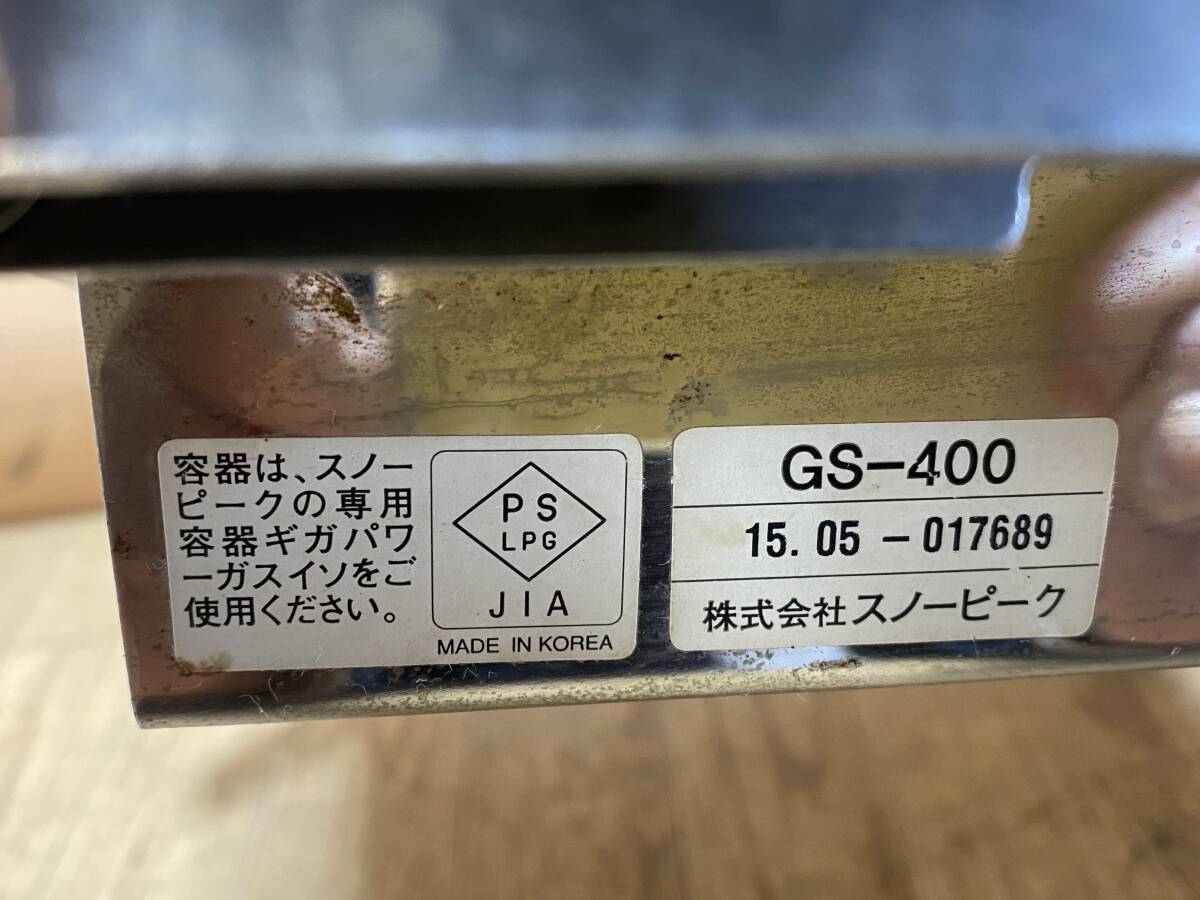 容器は、スノー
ピークの専用
容器ギガパワ
ーガスイソをご
使用ください。
PS
LPG
JIA
MADE IN KOREA
GS-400
15. 05 - 017689
株式会社スノーピーク